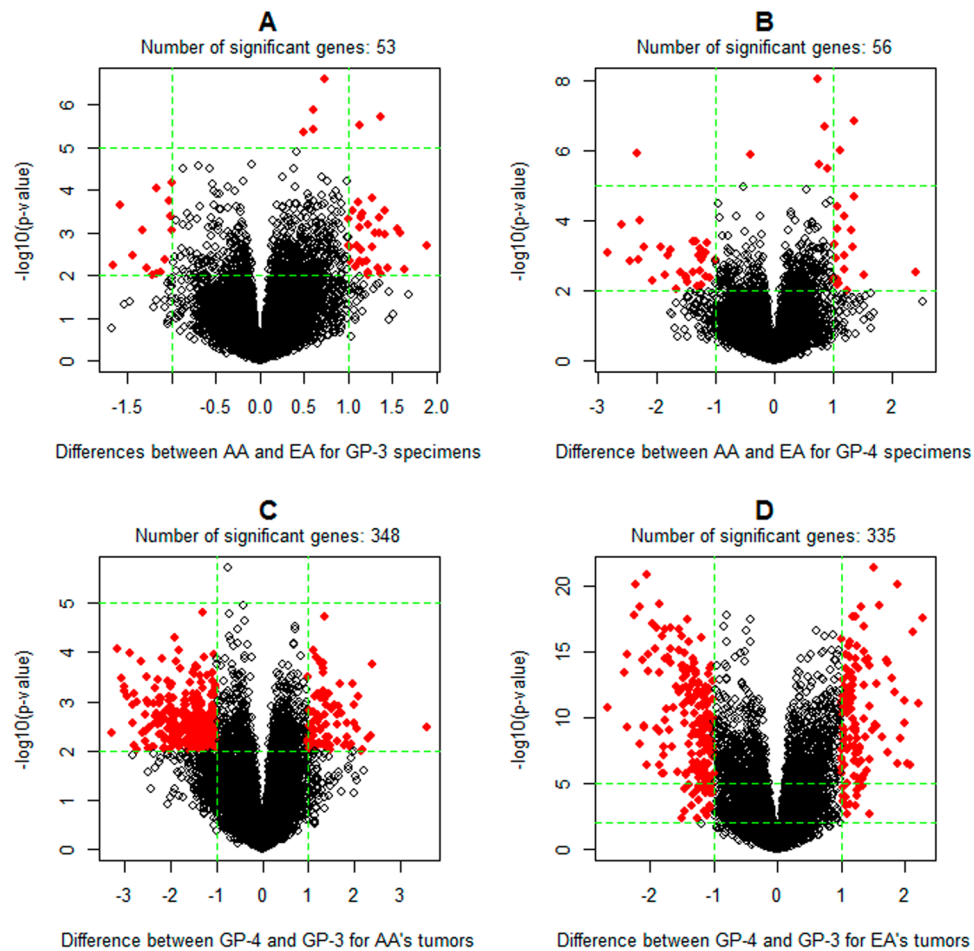 A
Number of significant genes: 53
-log10(p-value)
6
5
4
3
2
1
0
-1.5 -0.5 0.0 0.5 1.0 1.5 2.0
Differences between AA and EA for GP-3 specimens
B
Number of significant genes: 56
-log10(p-value)
8
6
4
2
0
-3 -2 -1 0 1 2
Difference between AA and EA for GP-4 specimens
C
Number of significant genes: 348
-log10(p-value)
5
4
3
2
1
0
-3 -2 -1 0 1 2 3
Difference between GP-4 and GP-3 for AA's tumors
D
Number of significant genes: 335
-log10(p-value)
20
15
10
5
0
-2 -1 0 1 2
Difference between GP-4 and GP-3 for EA's tumors